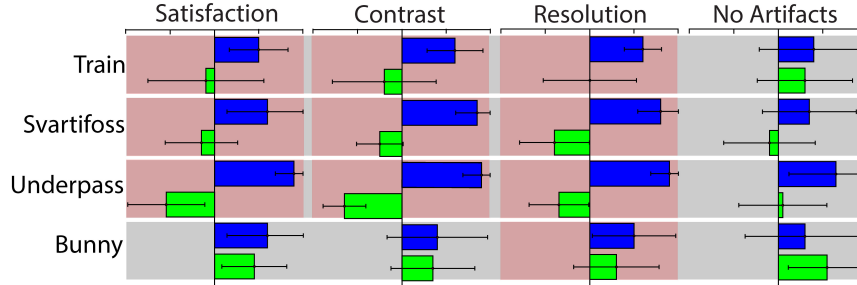 Satisfaction Contrast Resolution No Artifacts
Train
Svartifoss
Underpass
Bunny